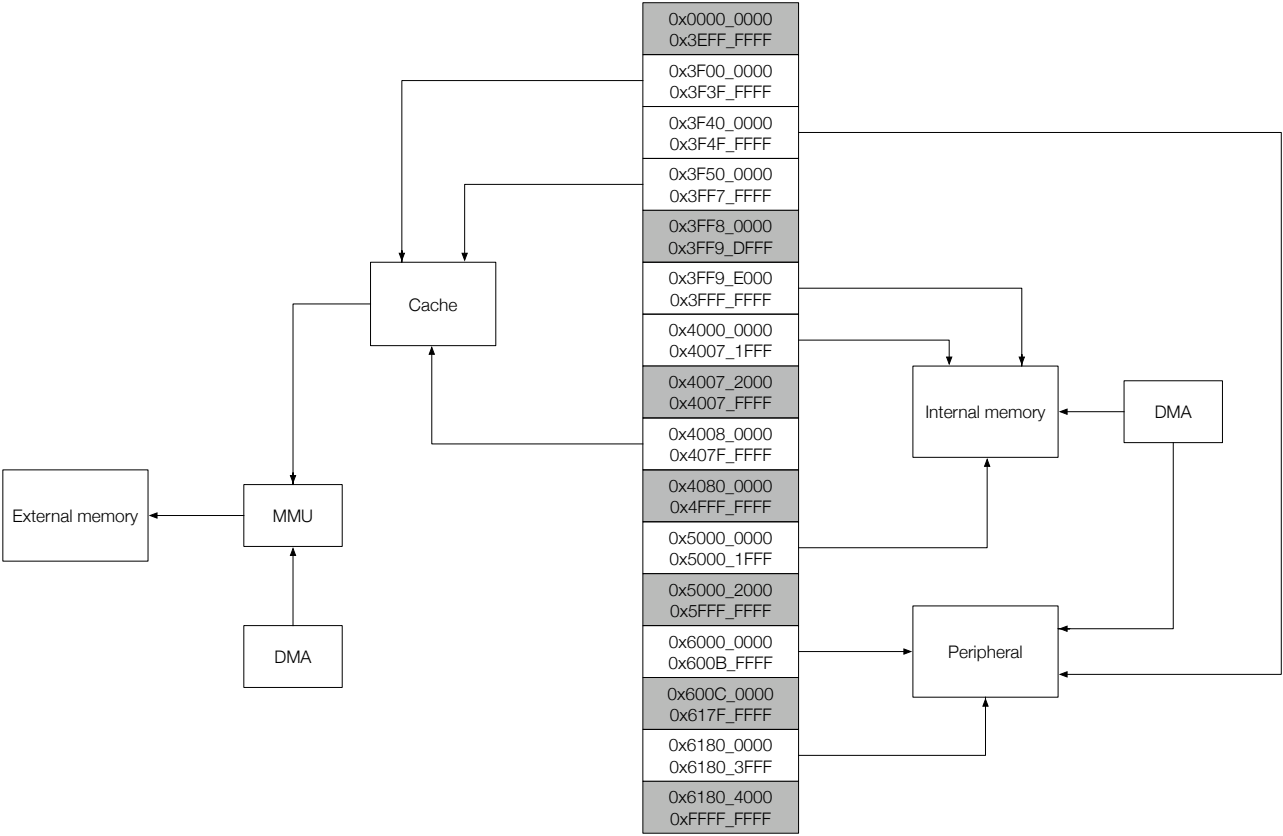 0x0000_0000
0x3EFF_FFFF
0x3F00_0000
0x3F3F_FFFF
0x3F40_0000
0x3F4F_FFFF
0x3F50_0000
0x3FF7_FFFF
0x3FF8_0000
0x3FF9_DFFF
0x3FF9_E000
0x3FFF_FFFF
0x4000_0000
0x4007_1FFF
0x4007_2000
0x4007_FFFF
0x4008_0000
0x407F_FFFF
0x4080_0000
0x4FFF_FFFF
0x5000_0000
0x5000_1FFF
0x5000_2000
0x5FFF_FFFF
0x6000_0000
0x600B_FFFF
0x600C_0000
0x617F_FFFF
0x6180_0000
0x6180_3FFF
0x6180_4000
0xFFFF_FFFF
Cache
External memory
MMU
DMA
Internal memory
DMA
Peripheral